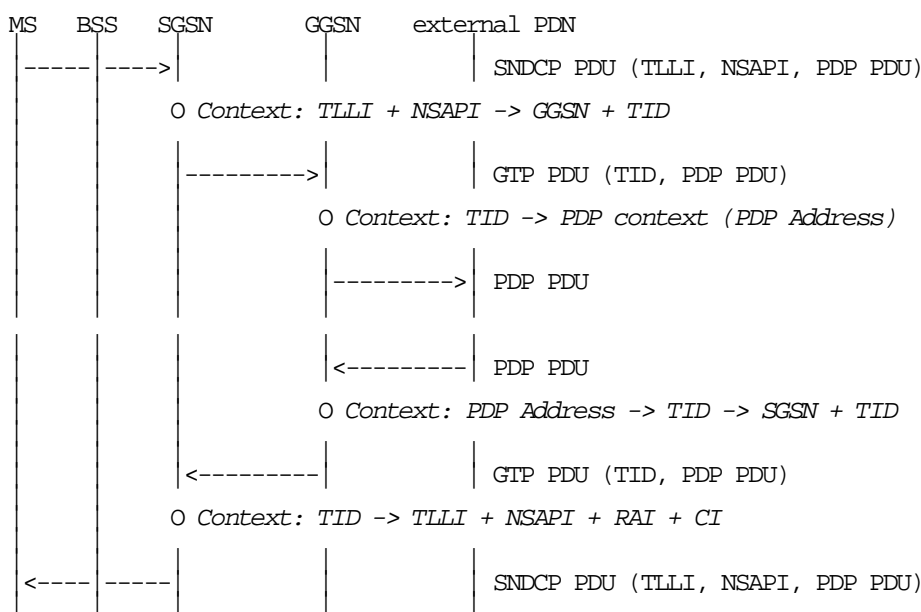 MS BSS SGSN GGSN external PDN
SNDCP PDU (TLLI, NSAPI, PDP PDU)
O Context: TLLI + NSAPI -> GGSN + TID
GTP PDU (TID, PDP PDU)
O Context: TID -> PDP context (PDP Address)
PDP PDU
PDP PDU
O Context: PDP Address -> TID -> SGSN + TID
GTP PDU (TID, PDP PDU)
O Context: TID -> TLLI + NSAPI + RAI + CI
SNDCP PDU (TLLI, NSAPI, PDP PDU)